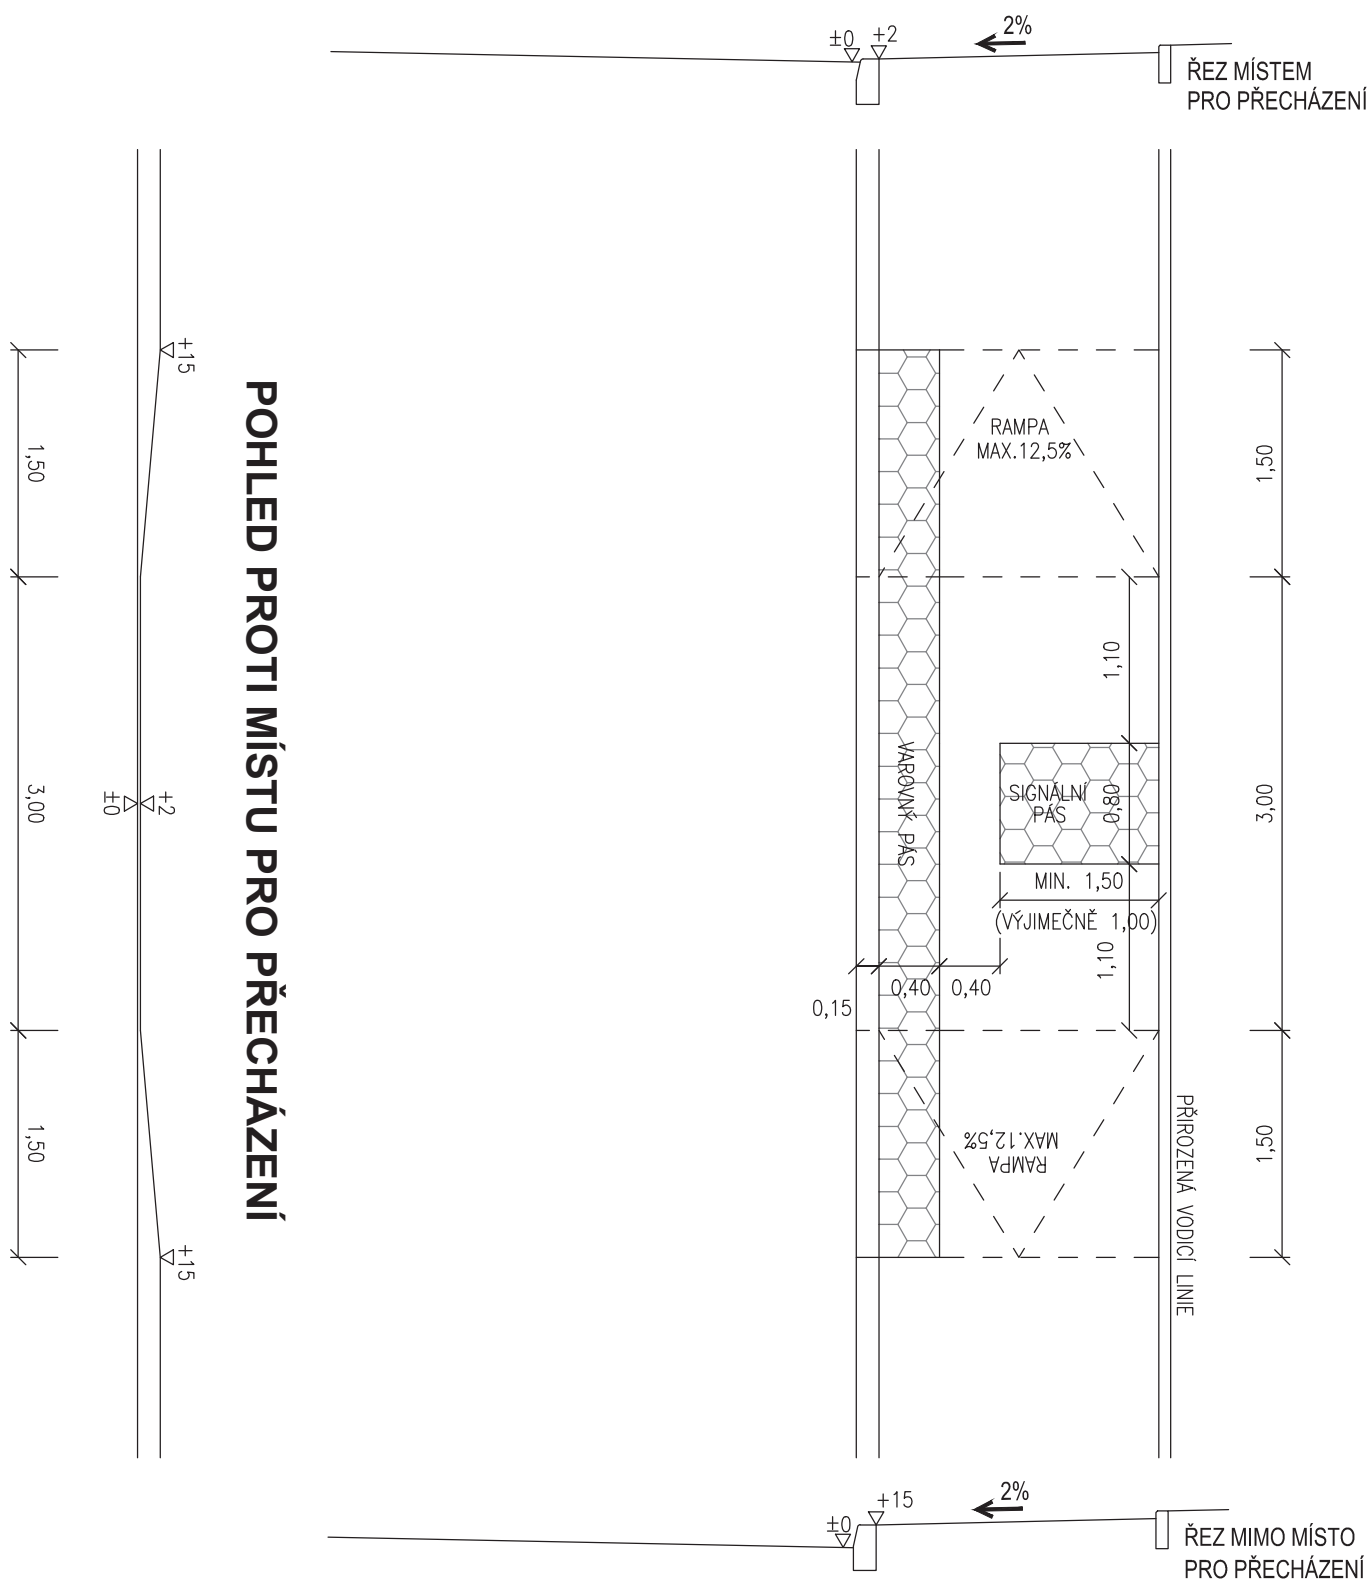 ±0
+2
2%
ŘEZ MÍSTEM
PRO PŘECHÁZENÍ
+15
1,50
3,00
1,50
+2
±0
+15
POHLED PROTI MÍSTU PRO PŘECHÁZENÍ
RAMPA
MAX.12,5%
1,50
1,10
VAROVNÝ PÁS
SIGNÁLNÍ
PÁS
0,80
3,00
MIN. 1,50
(VÝJIMEČNĚ 1,00)
1,10
0,15
0,40
0,40
RAMPA
MAX.12,5%
1,50
PŘIROZENÁ VODICÍ LINIE
±0
+15
2%
ŘEZ MIMO MÍSTO
PRO PŘECHÁZENÍ